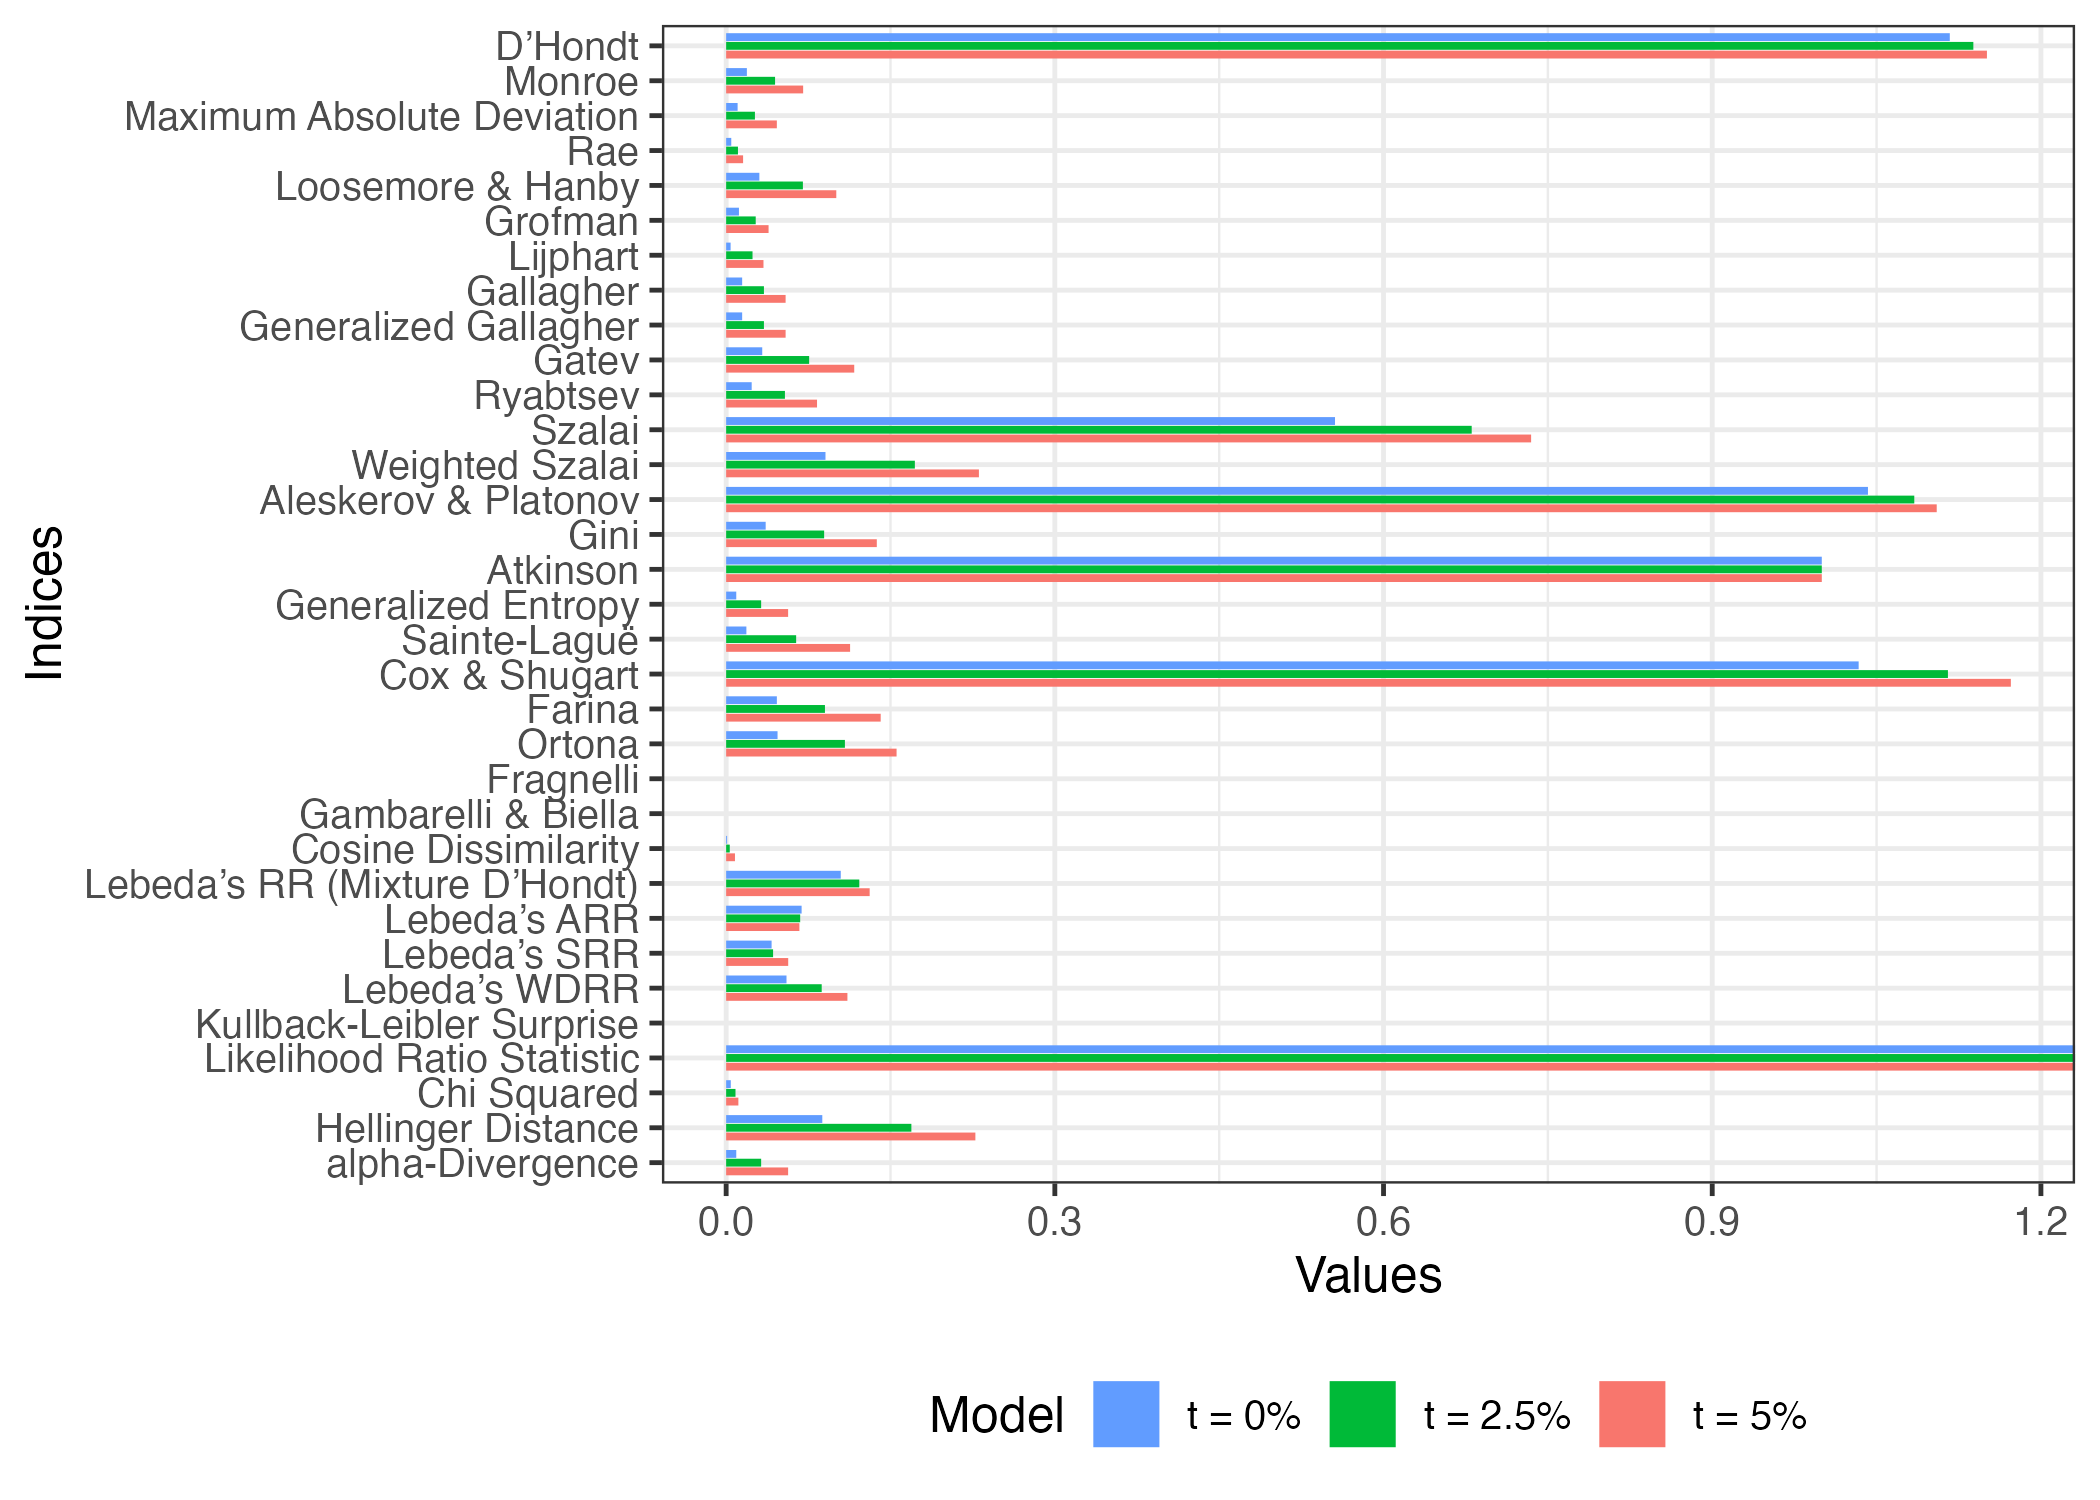 D’Hondt
Monroe
Maximum Absolute Deviation
Rae
Loosemore & Hanby
Grofman
Lijphart
Gallagher
Generalized Gallagher
Gatev
Ryabtsev
Szalai
Weighted Szalai
Aleskerov & Platonov
Gini
Atkinson
Generalized Entropy
Sainte-Laguë
Cox & Shugart
Farina
Ortona
Fragnelli
Gambarelli & Biella
Cosine Dissimilarity
Lebeda’s RR (Mixture D’Hondt)
Lebeda’s ARR
Lebeda’s SRR
Lebeda’s WDRR
Kullback-Leibler Surprise
Likelihood Ratio Statistic
Chi Squared
Hellinger Distance
alpha-Divergence
Indices
0.0 0.3 0.6 0.9 1.2
Values
Model t = 0% t = 2.5% t = 5%